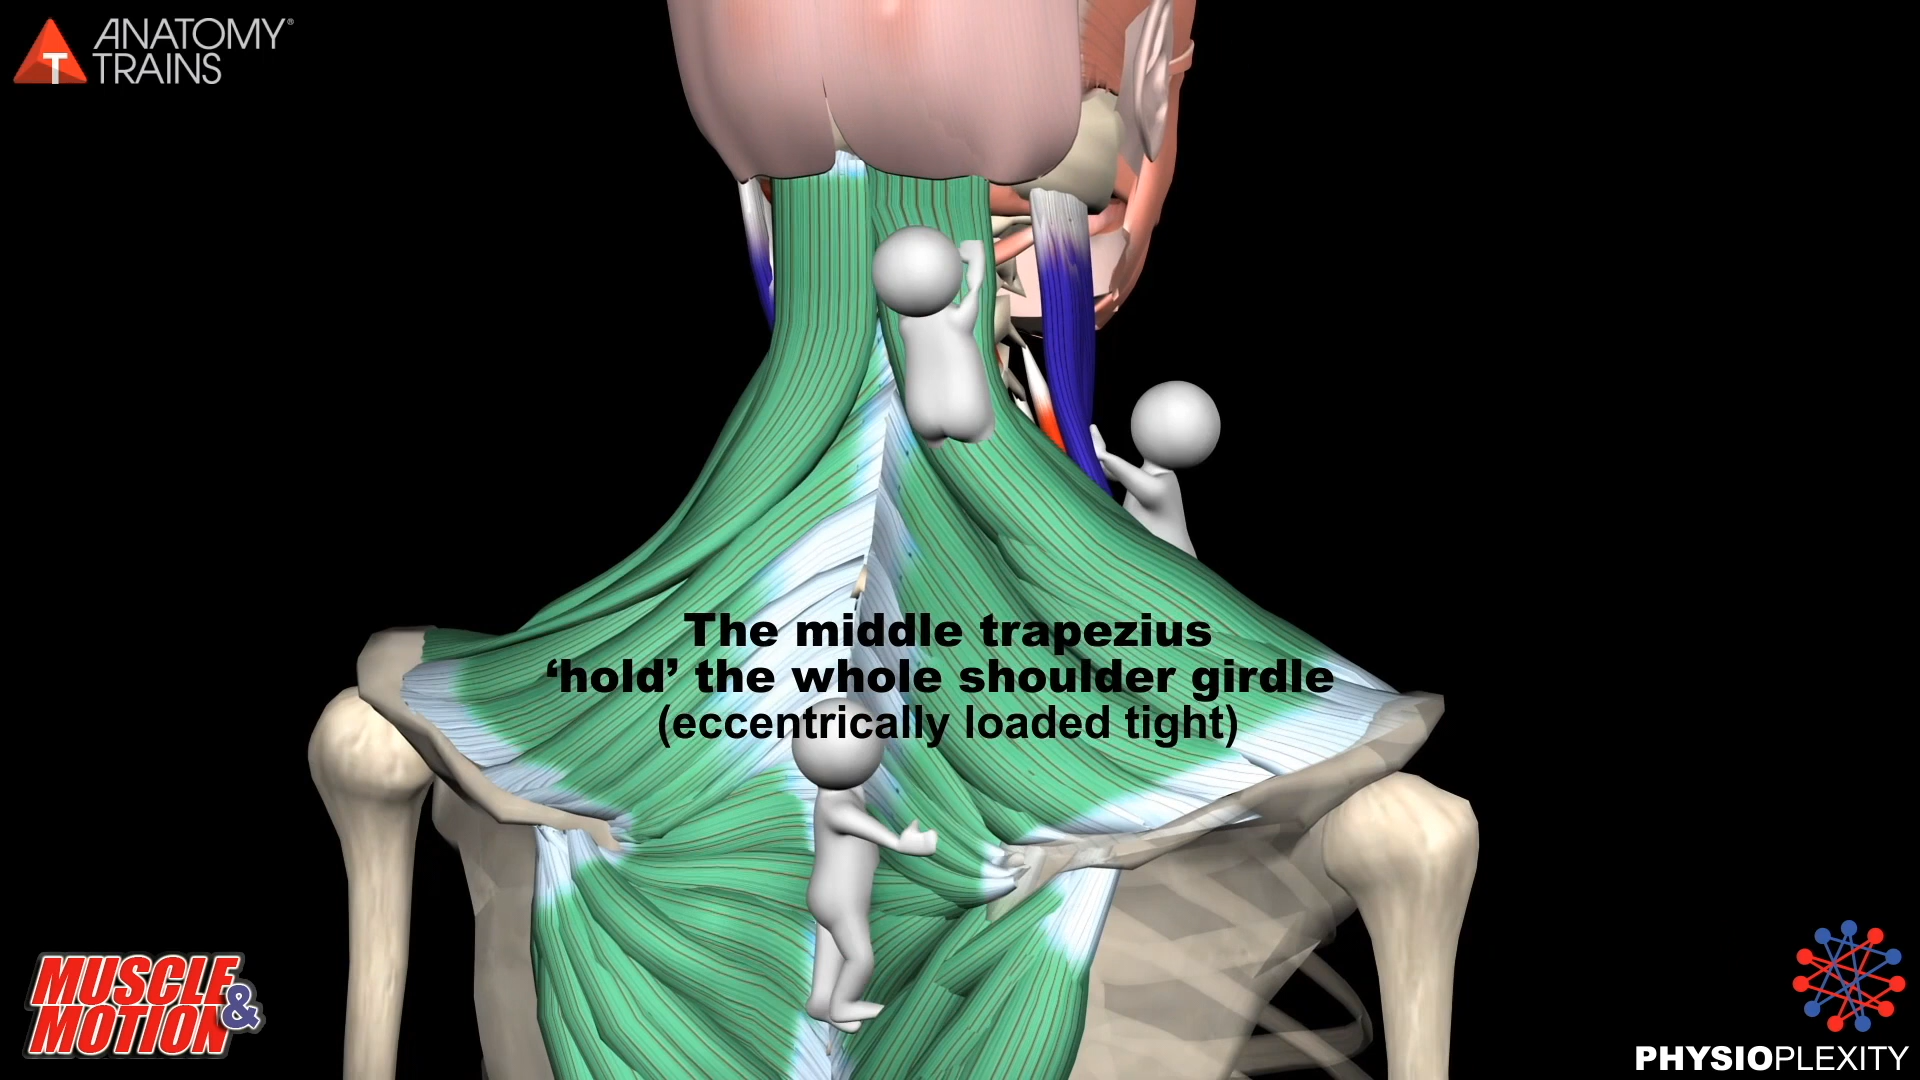 ANATOMY®
TRAINS
T
The middle trapezius
‘hold’ the whole shoulder girdle
(eccentrically loaded tight)
MUSCLE
&
MOTION
PHYSIOPLEXITY